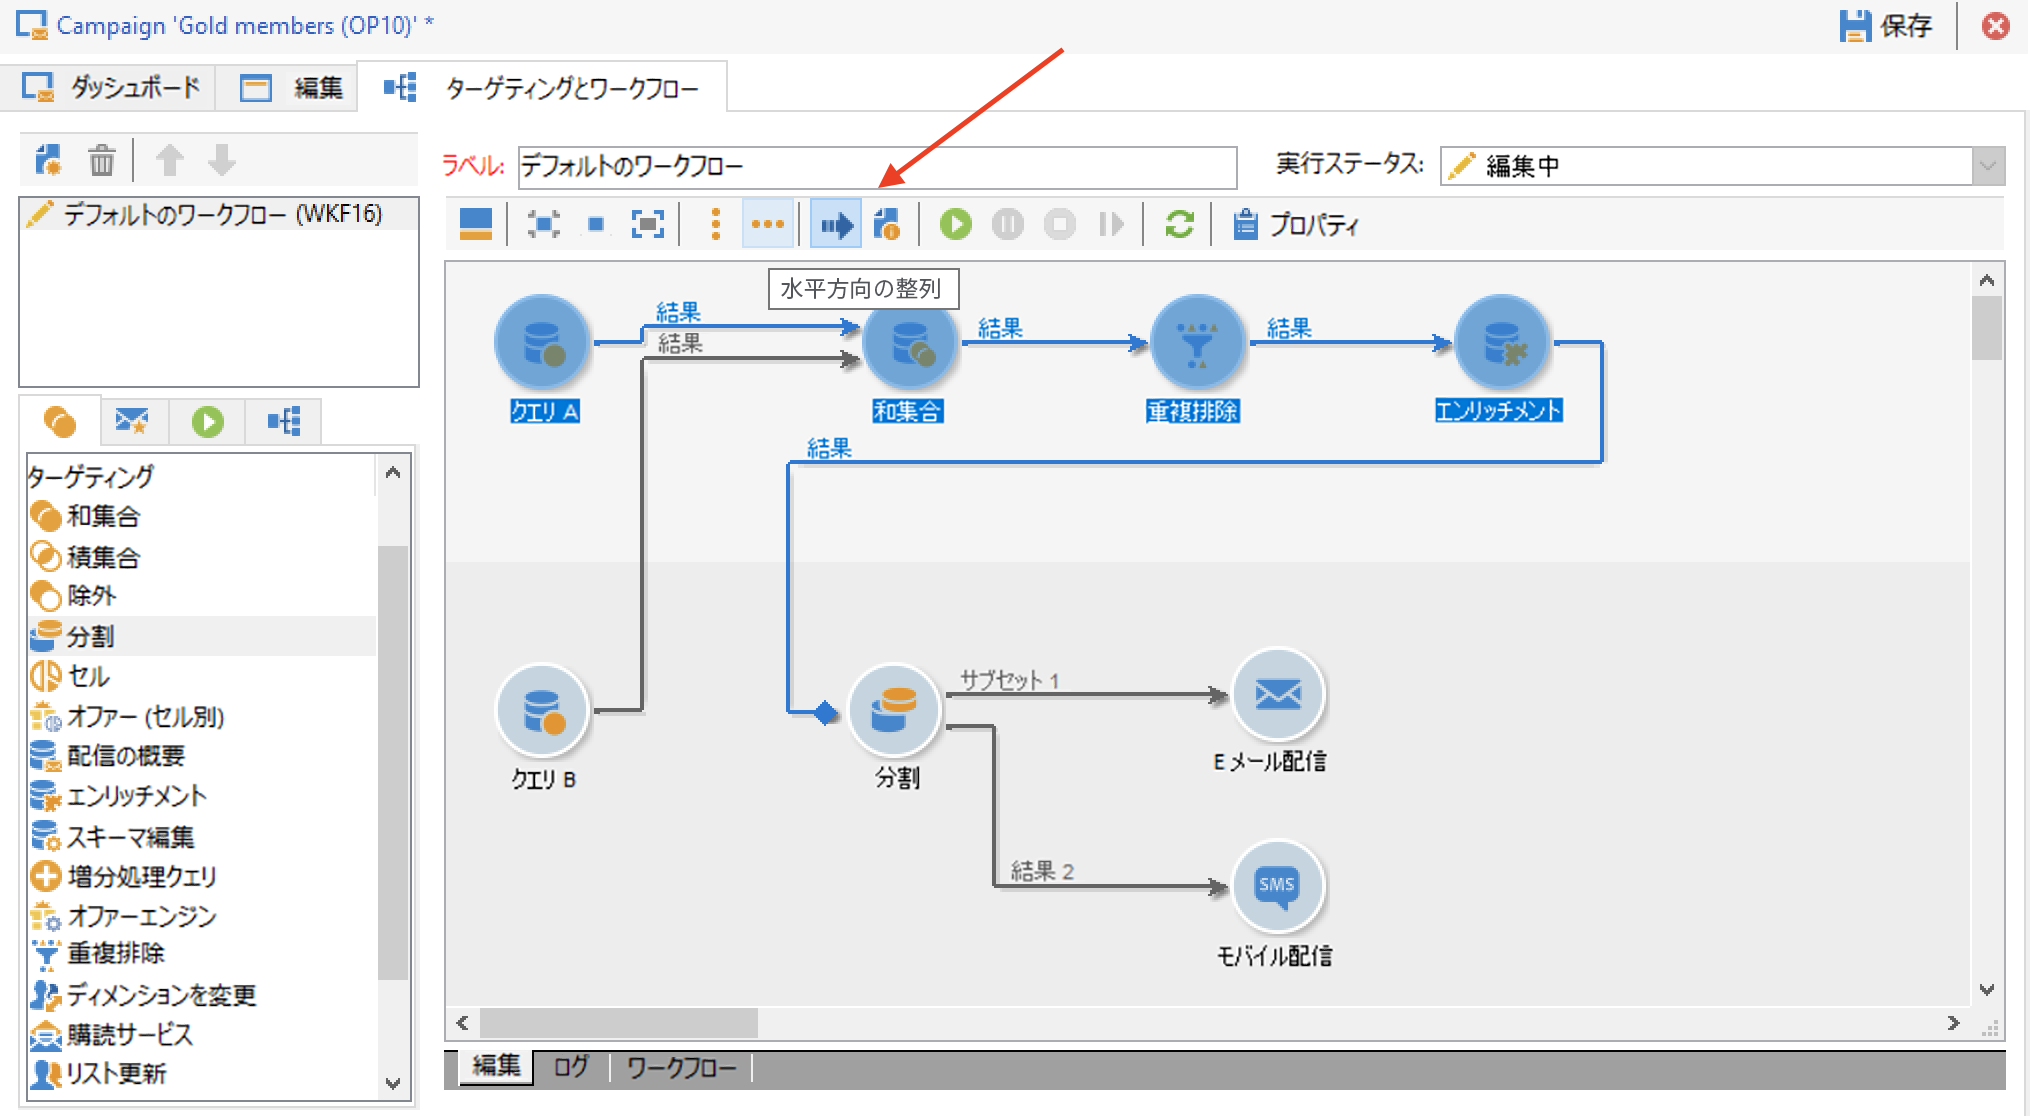 Campaign 'Gold members (OP10)' *
保存
ダッシュボード
編集
ターゲティングとワークフロー
ラベル:
デフォルトのワークフロー
実行ステータス:
編集中
デフォルトのワークフロー (WKF16)
プロパティ
水平方向の整列
結果
結果
結果
結果
クエリ A
和集合
重複排除
エンリッチメント
結果
ターゲティング
和集合
積集合
除外
分割
セル
オファー (セル別)
配信の概要
エンリッチメント
スキーマ編集
増分処理クエリ
オファーエンジン
重複排除
ディメンションを変更
購読サービス
リスト更新
サブセット 1
クエリ B
分割
E メール配信
結果 2
SMS
モバイル配信
編集
ログ
ワークフロー